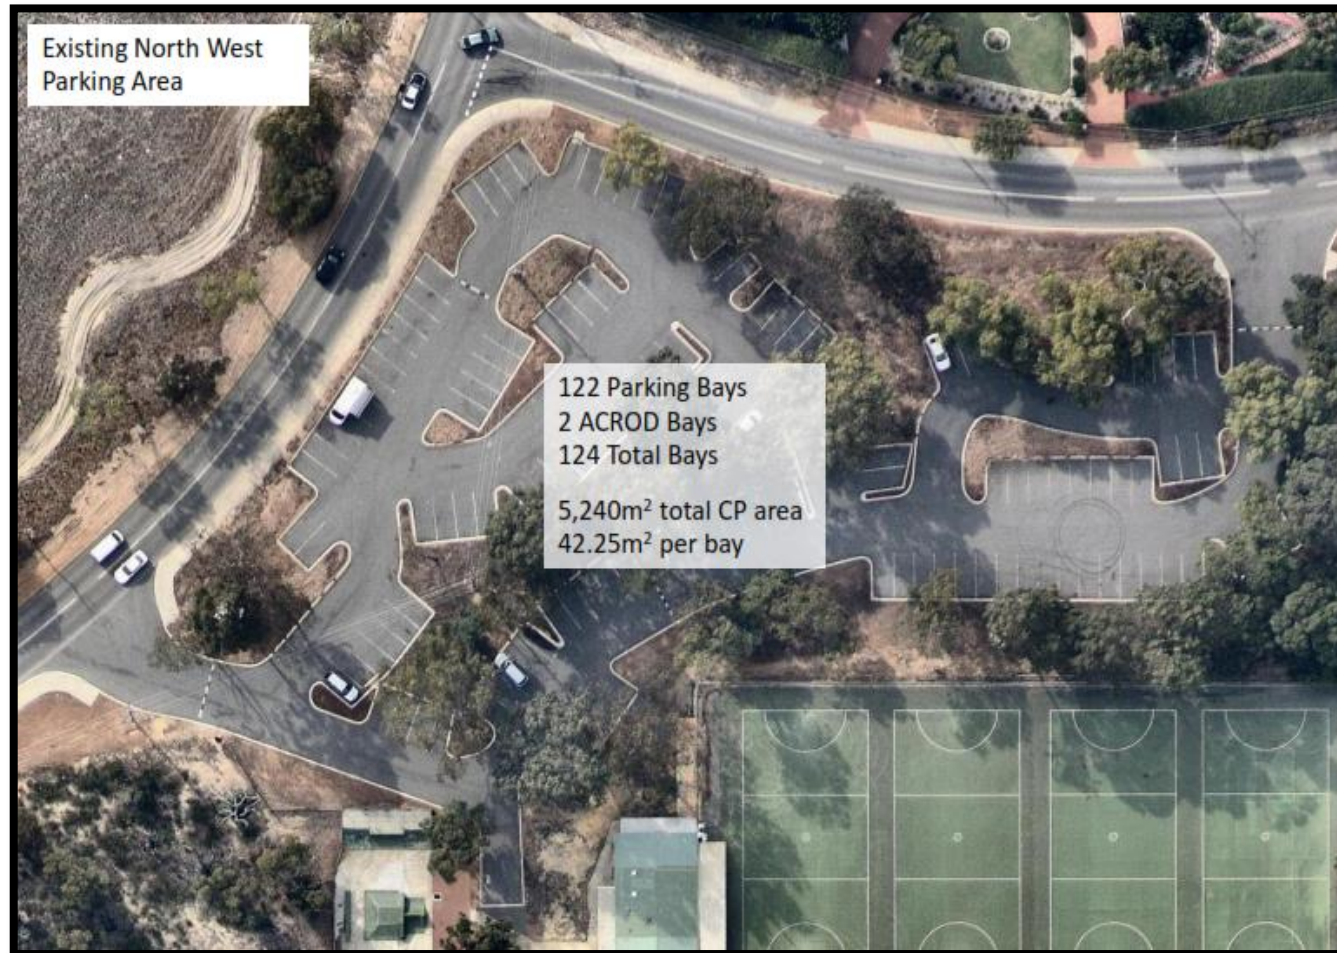 Existing North West
Parking Area
122 Parking Bays
2 ACROD Bays
124 Total Bays
5,240m² total CP area
42.25m² per bay